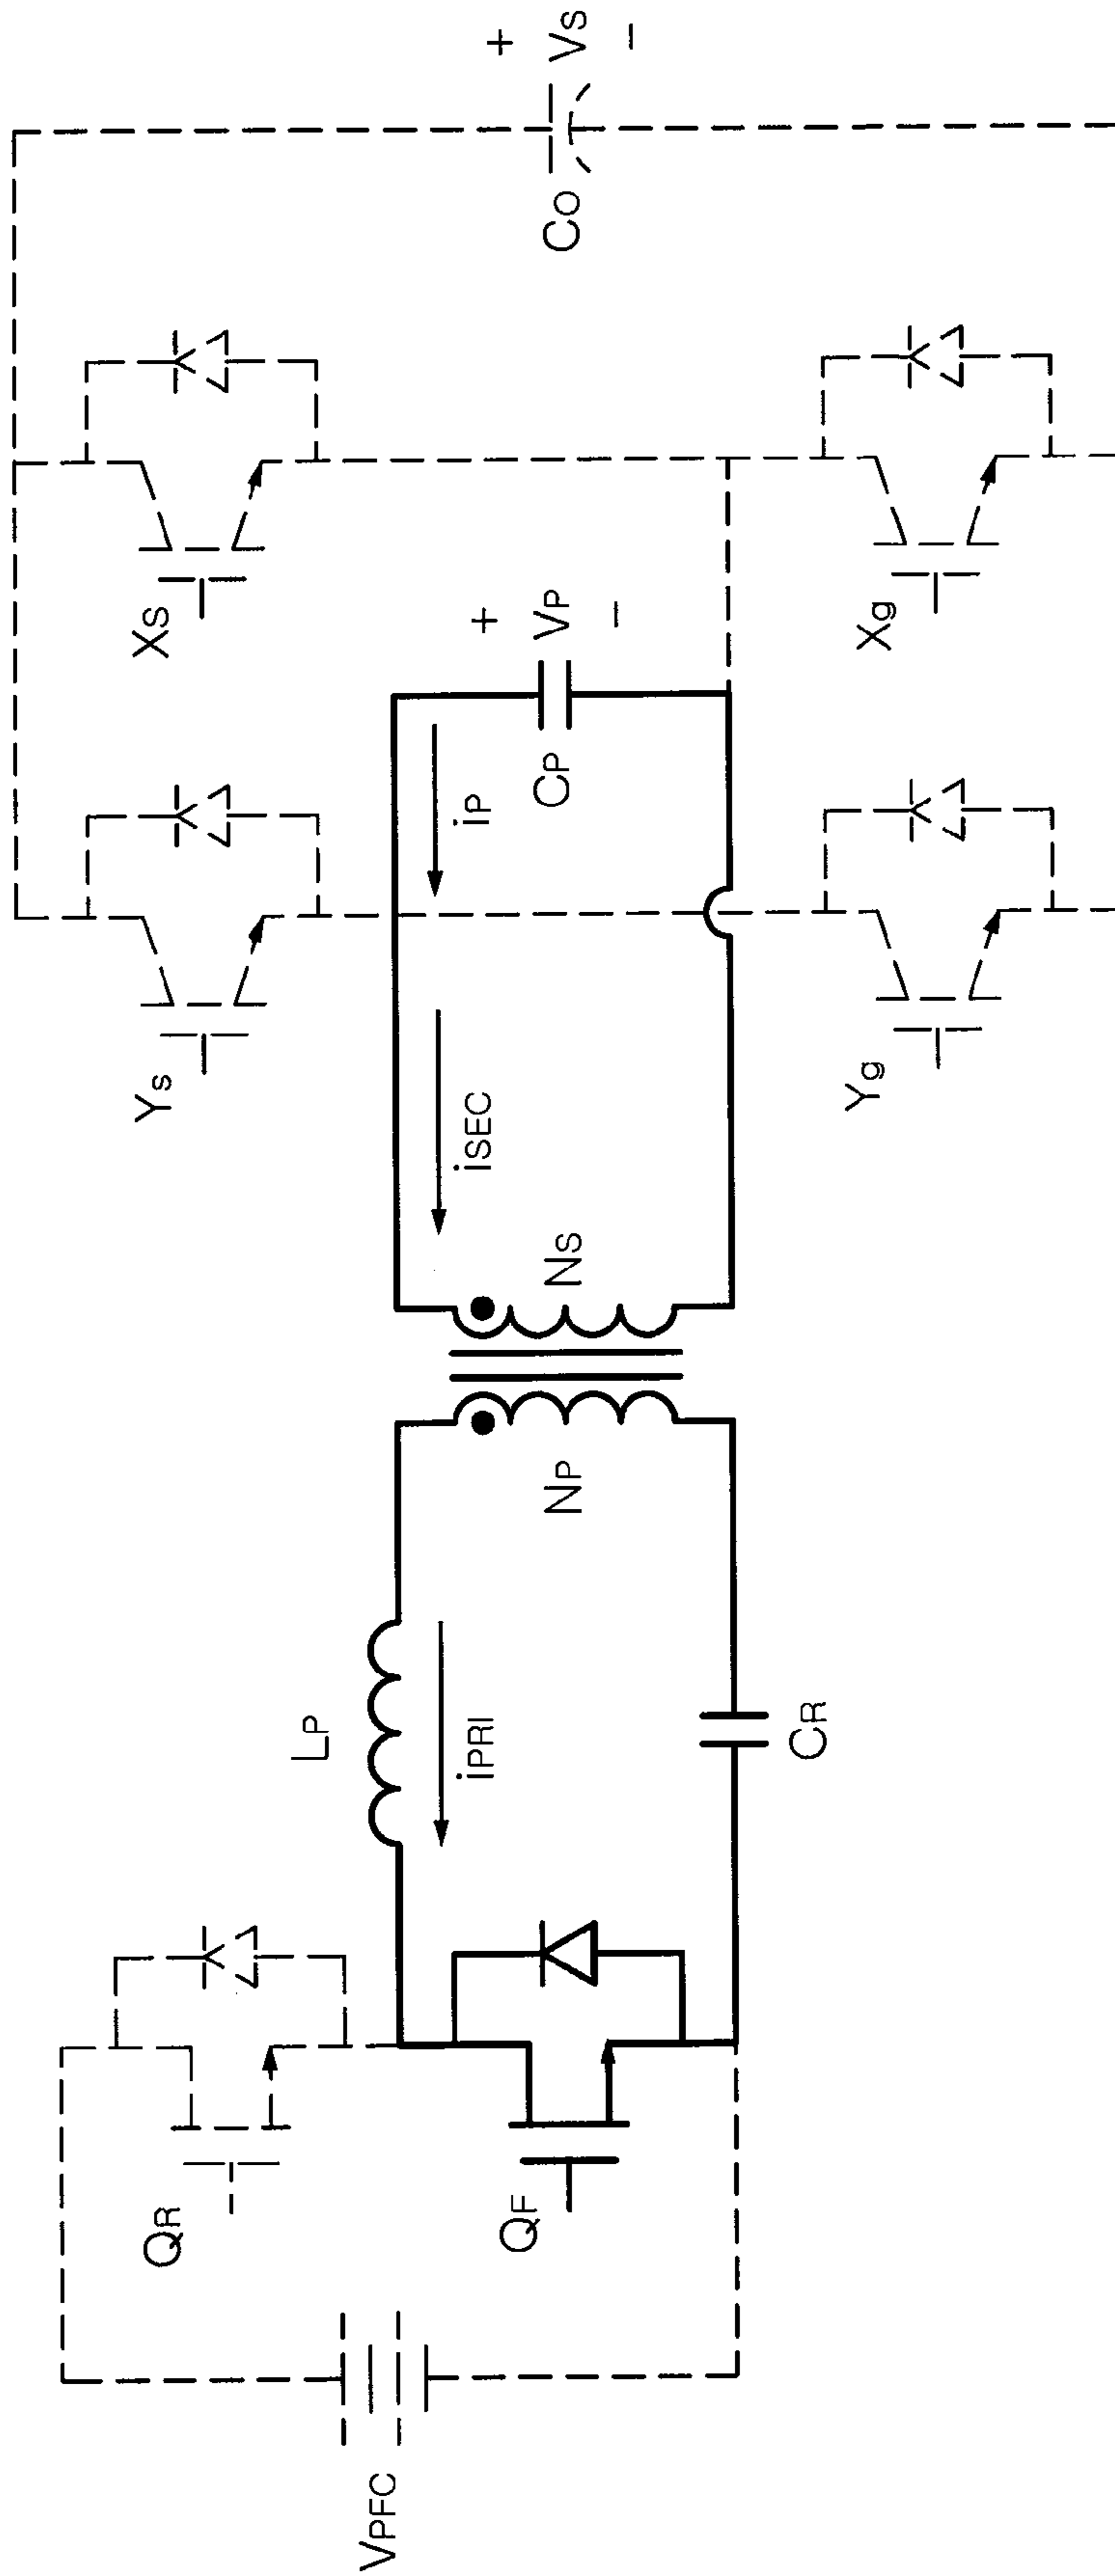 VPFC
QR
QF
LP
iPRI
CR
NP
NS
iSEC
iP
CP
+
VP
−
Ys
Yg
XS
Xg
CO
+
VS
−